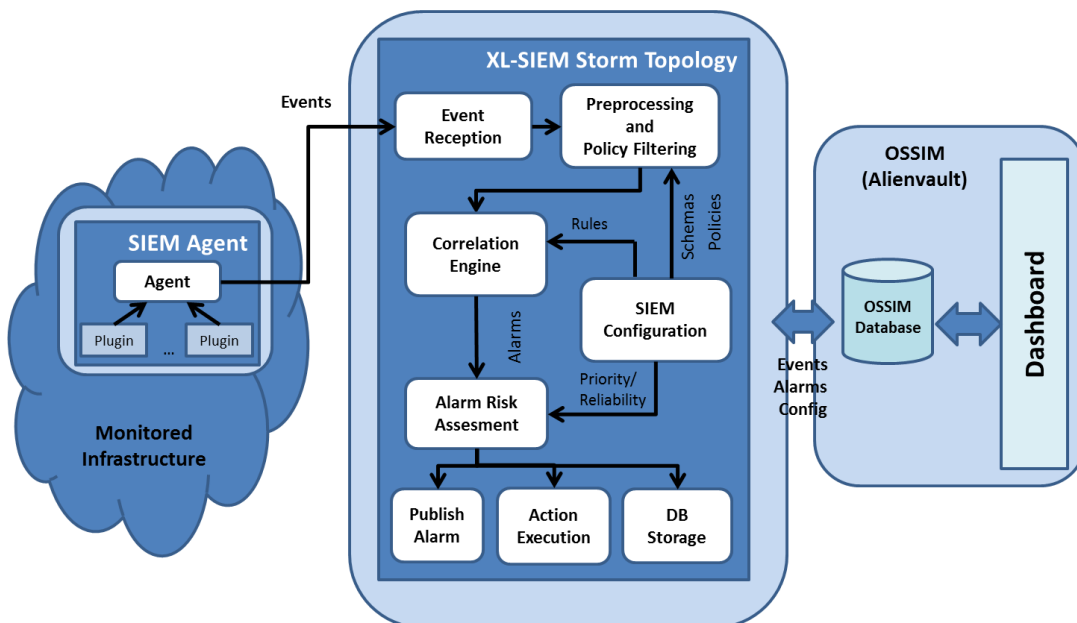 XL-SIEM Storm Topology
Events
Event
Reception
Preprocessing
and
Policy Filtering
OSSIM
(Alienvault)
SIEM Agent
Agent
Plugin
...
Plugin
Monitored
Infrastructure
Correlation
Engine
Rules
Schemas
Policies
SIEM
Configuration
Alarms
Priority/
Reliability
Alarm Risk
Assesment
Publish
Alarm
Action
Execution
DB
Storage
Events
Alarms
Config
OSSIM
Database
Dashboard